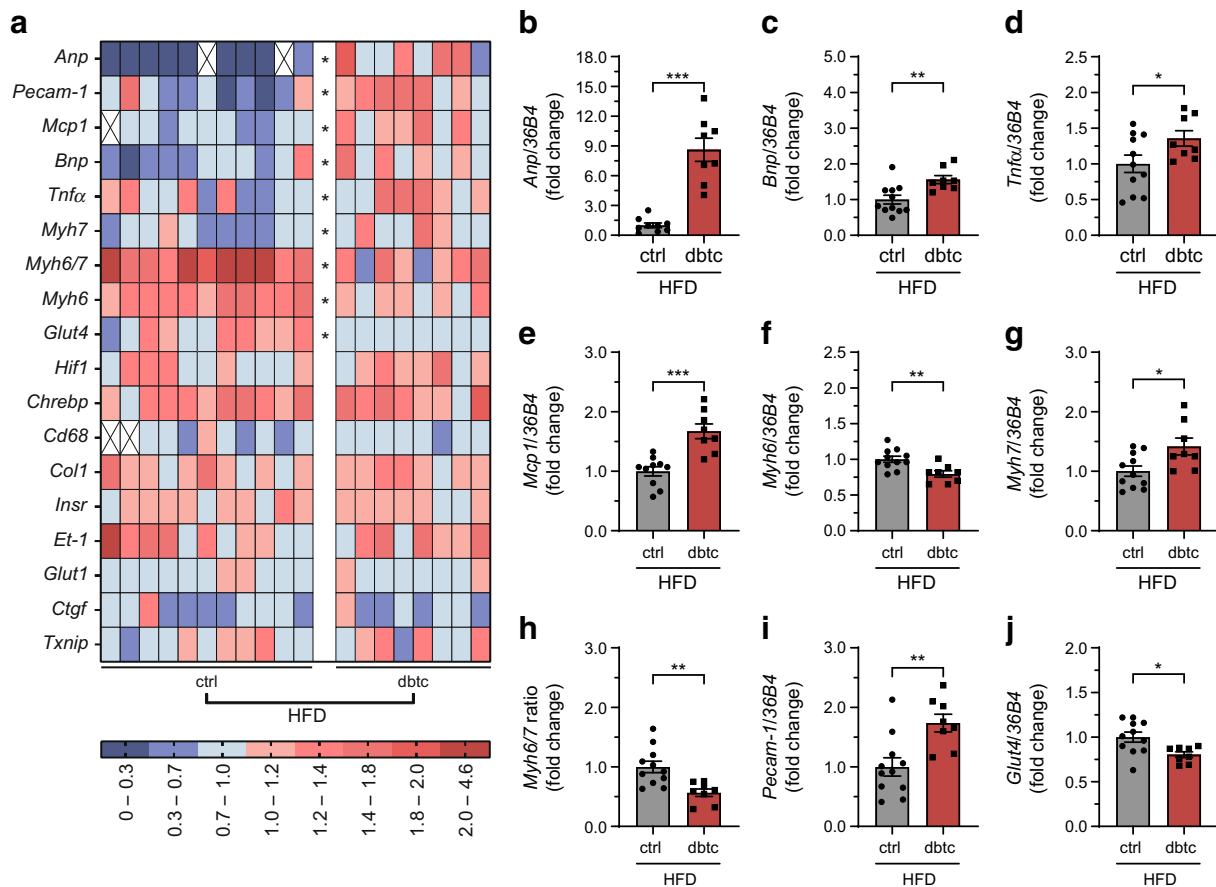 a
Anp
*
Pecam-1
*
Mcp1
*
Bnp
*
Tnfα
*
Myh7
*
Myh6/7
*
Myh6
*
Glut4
*
Hif1
Chrebp
Cd68
Col1
Insr
Et-1
Glut1
Ctgf
Txnip
ctrl
dbtc
HFD
0 – 0.3
0.3 – 0.7
0.7 – 1.0
1.0 – 1.2
1.2 – 1.4
1.4 – 1.8
1.8 – 2.0
2.0 – 4.6
b
Anp/36B4
(fold change)
18.0
15.0
12.0
9.0
6.0
3.0
0.0
***
ctrl
dbtc
HFD
c
Bnp/36B4
(fold change)
5.0
4.0
3.0
2.0
1.0
0.0
**
ctrl
dbtc
HFD
d
Tnfα/36B4
(fold change)
2.5
2.0
1.5
1.0
0.5
0.0
*
ctrl
dbtc
HFD
e
Mcp1/36B4
(fold change)
3.0
2.0
1.0
0.0
***
ctrl
dbtc
HFD
f
Myh6/36B4
(fold change)
2.5
2.0
1.5
1.0
0.5
0.0
**
ctrl
dbtc
HFD
g
Myh7/36B4
(fold change)
3.0
2.0
1.0
0.0
*
ctrl
dbtc
HFD
h
Myh6/7 ratio
(fold change)
3.0
2.0
1.0
0.0
**
ctrl
dbtc
HFD
i
Pecam-1/36B4
(fold change)
3.0
2.0
1.0
0.0
**
ctrl
dbtc
HFD
j
Glut4/36B4
(fold change)
2.0
1.5
1.0
0.5
0.0
*
ctrl
dbtc
HFD